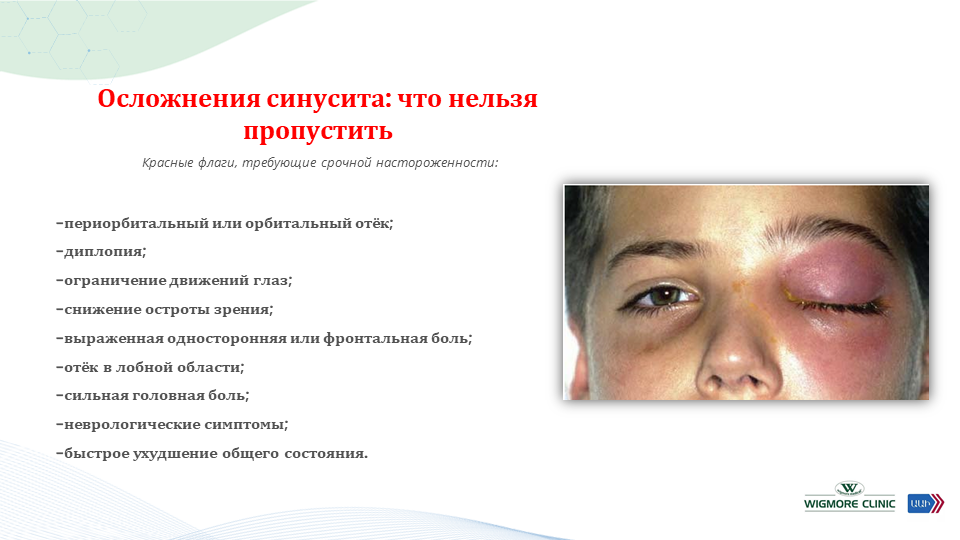 Осложнения синусита: что нельзя
пропустить
Красные флаги, требующие срочной настороженности:
–периорбитальный или орбитальный отёк;
–диплопия;
–ограничение движений глаз;
–снижение остроты зрения;
–выраженная односторонняя или фронтальная боль;
–отёк в лобной области;
–сильная головная боль;
–неврологические симптомы;
–быстрое ухудшение общего состояния.
W
WIGMORE CLINIC
ԱԱԻ